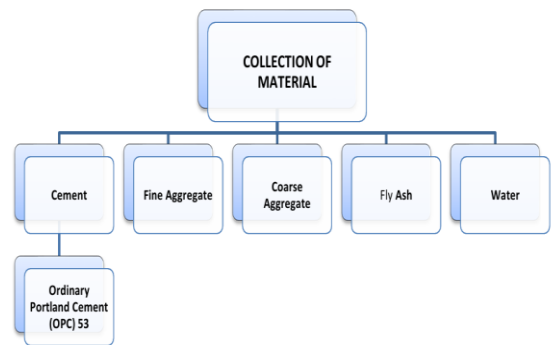 COLLECTION OF
MATERIAL
Cement
Fine Aggregate
Coarse
Aggregate
Fly Ash
Water
Ordinary
Portland Cement
(OPC) 53